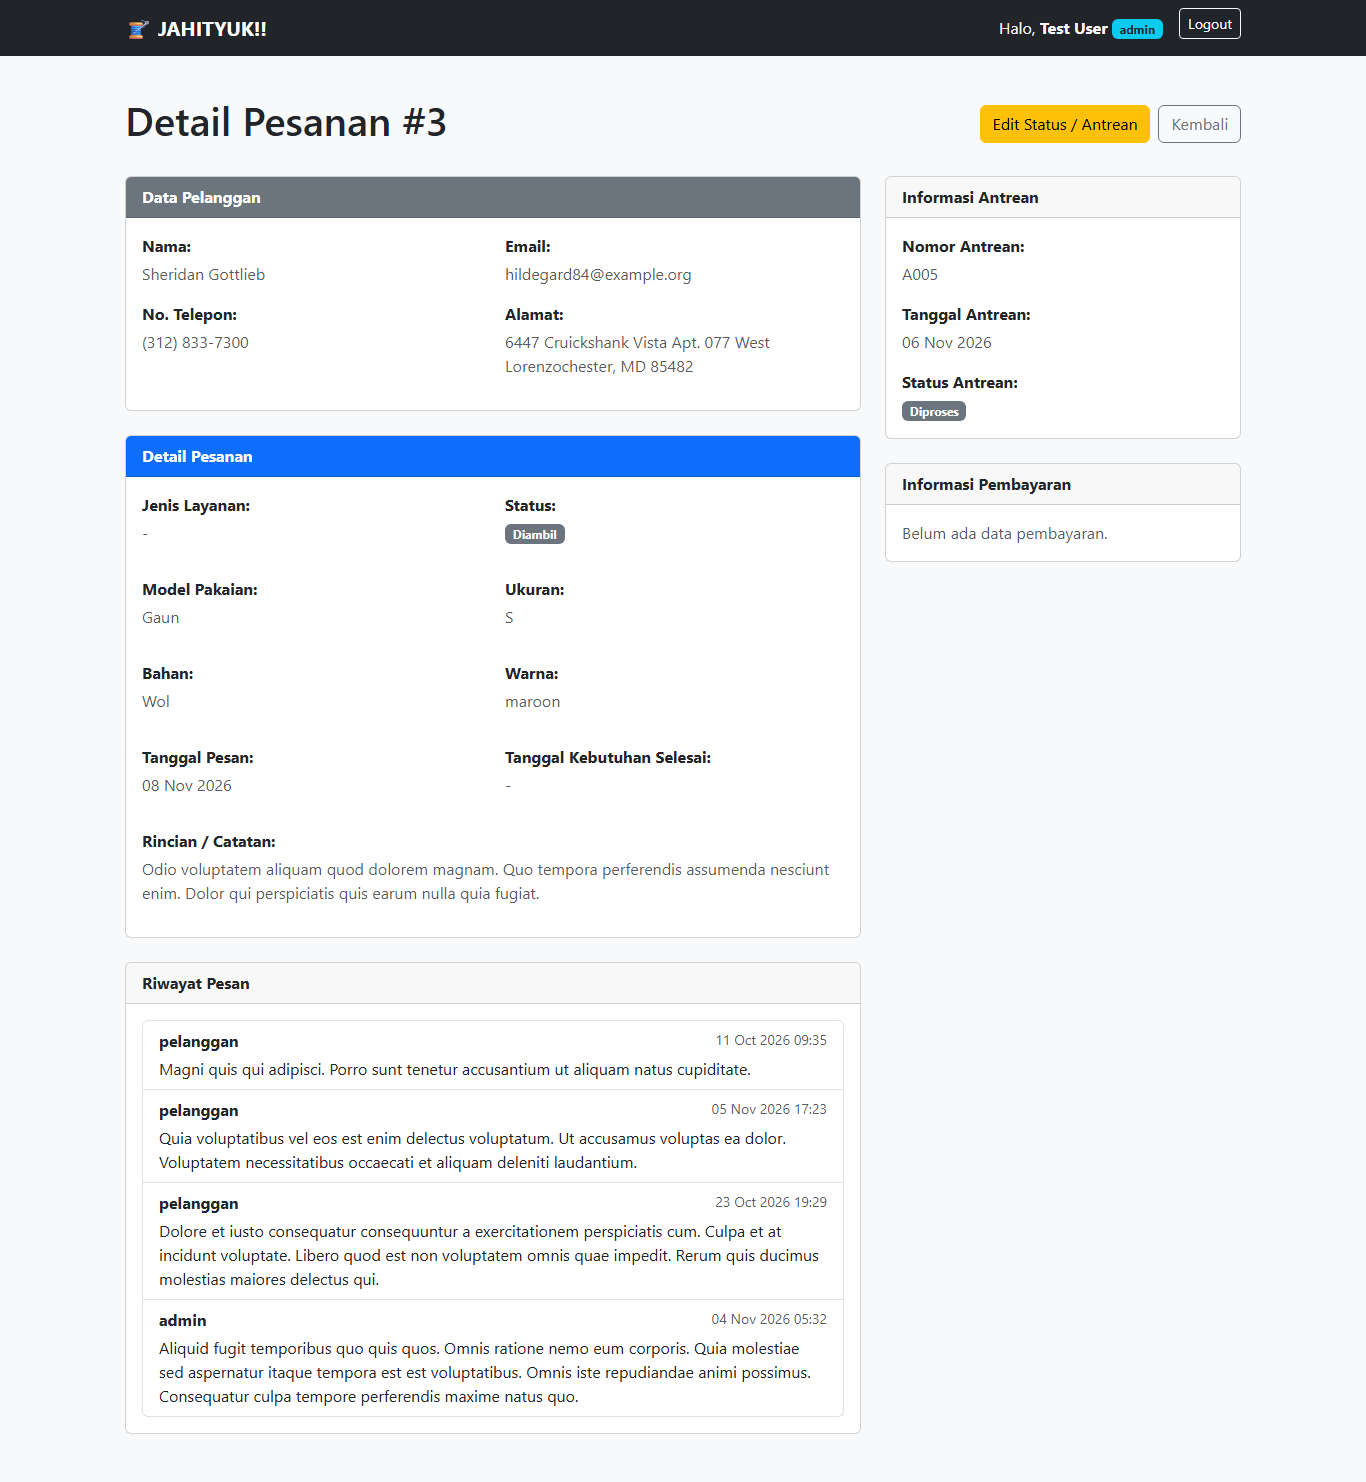 JAHITYUK!!
Halo, Test User admin
Logout
Detail Pesanan #3
Edit Status / Antrean
Kembali
Data Pelanggan
Nama:
Sheridan Gottlieb
Email:
hildegard84@example.org
No. Telepon:
(312) 833-7300
Alamat:
6447 Cruickshank Vista Apt. 077 West
Lorenzochester, MD 85482
Detail Pesanan
Jenis Layanan:
-
Status:
Diambil
Model Pakaian:
Gaun
Ukuran:
S
Bahan:
Wol
Warna:
maroon
Tanggal Pesan:
08 Nov 2026
Tanggal Kebutuhan Selesai:
-
Rincian / Catatan:
Odio voluptatem aliquam quod dolorem magnam. Quo tempora perferendis assumenda nesciunt
enim. Dolor qui perspiciatis quis earum nulla quia fugiat.
Riwayat Pesan
pelanggan
11 Oct 2026 09:35
Magni quis qui adipisci. Porro sunt tenetur accusantium ut aliquam natus cupiditate.
pelanggan
05 Nov 2026 17:23
Quia voluptatibus vel eos est enim delectus voluptatum. Ut accusamus voluptas ea dolor.
Voluptatem necessitatibus occaecati et aliquam deleniti laudantium.
pelanggan
23 Oct 2026 19:29
Dolore et iusto consequatur consequuntur a exercitationem perspiciatis cum. Culpa et at
incidunt voluptate. Libero quod est non voluptatem omnis quae impedit. Rerum quis ducimus
molestias maiores delectus qui.
admin
04 Nov 2026 05:32
Aliquid fugit temporibus quo quis quos. Omnis ratione nemo eum corporis. Quia molestiae
sed aspernatur itaque tempora est est voluptatibus. Omnis iste repudiandae animi possimus.
Consequatur culpa tempore perferendis maxime natus quo.
Informasi Antrean
Nomor Antrean:
A005
Tanggal Antrean:
06 Nov 2026
Status Antrean:
Diproses
Informasi Pembayaran
Belum ada data pembayaran.